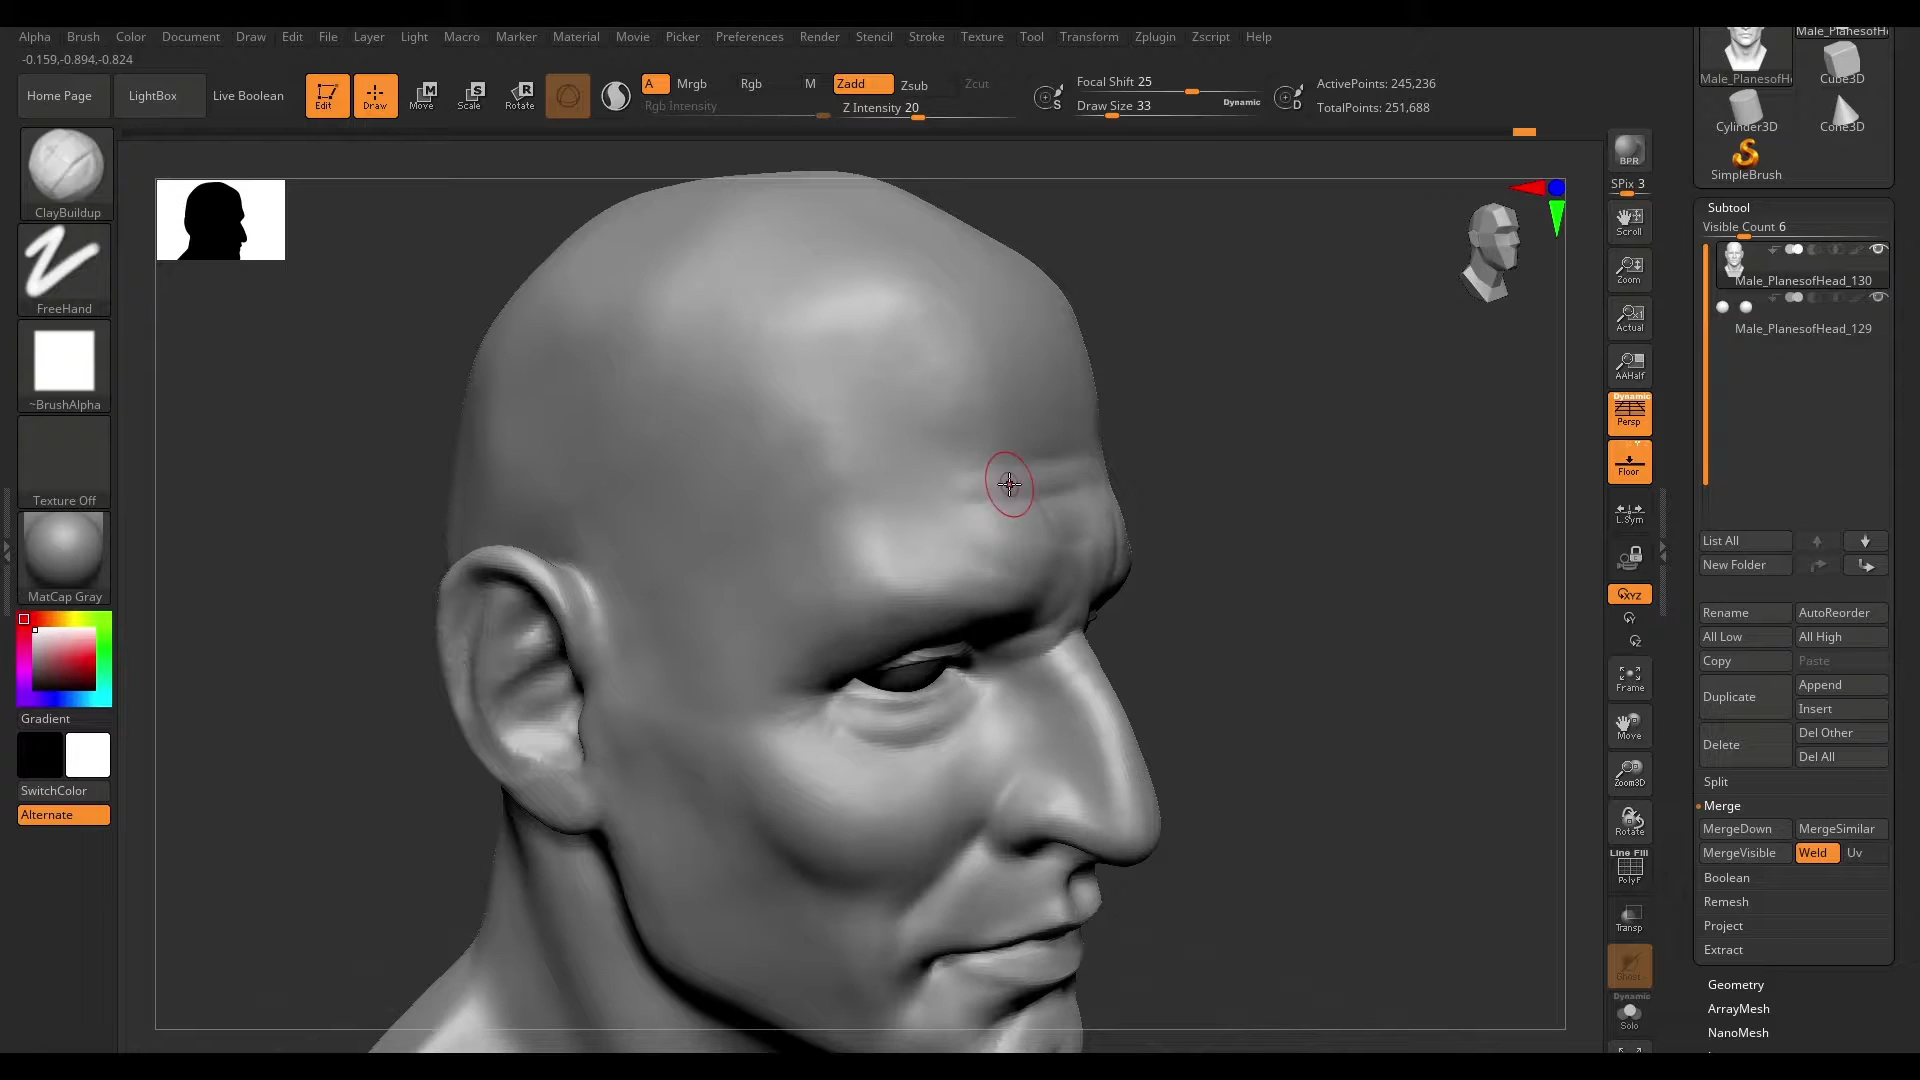 Alpha Brush Color Document Draw Edit File Layer Light Macro Marker Material Movie Picker Preferences Render Stencil Stroke Texture Tool Transform Zplugin Zscript Help
-0.159,-0.894,-0.824
Home Page
LightBox
Live Boolean
Edit
Draw
Move
Scale
Rotate
A
Mrgb
Rgb
M
Rgb Intensity
Zadd
Zsub
Zcut
Z Intensity 20
S
Focal Shift 25
Draw Size 33
Dynamic
D
ActivePoints: 245,236
TotalPoints: 251,688
ClayBuildup
FreeHand
~BrushAlpha
Texture Off
MatCap Gray
Gradient
SwitchColor
Alternate
BPR
SPix 3
Scroll
Zoom
Actual
AAHalf
Dynamic
Persp
Floor
L.Sym
XYZ
Y
Z
Frame
Move
Zoom3D
Rotate
Line Fill
PolyF
Transp
Ghost
Dynamic
Solo
Male_PlanesofHe
Male_PlanesofHe
Cube3D
Cylinder3D
Cone3D
SimpleBrush
Subtool
Visible Count 6
Male_PlanesofHead_130
Male_PlanesofHead_129
List All
New Folder
Rename
AutoReorder
All Low
All High
Copy
Paste
Duplicate
Append
Insert
Delete
Del Other
Del All
Split
Merge
MergeDown
MergeSimilar
MergeVisible
Weld
Uv
Boolean
Remesh
Project
Extract
Geometry
ArrayMesh
NanoMesh